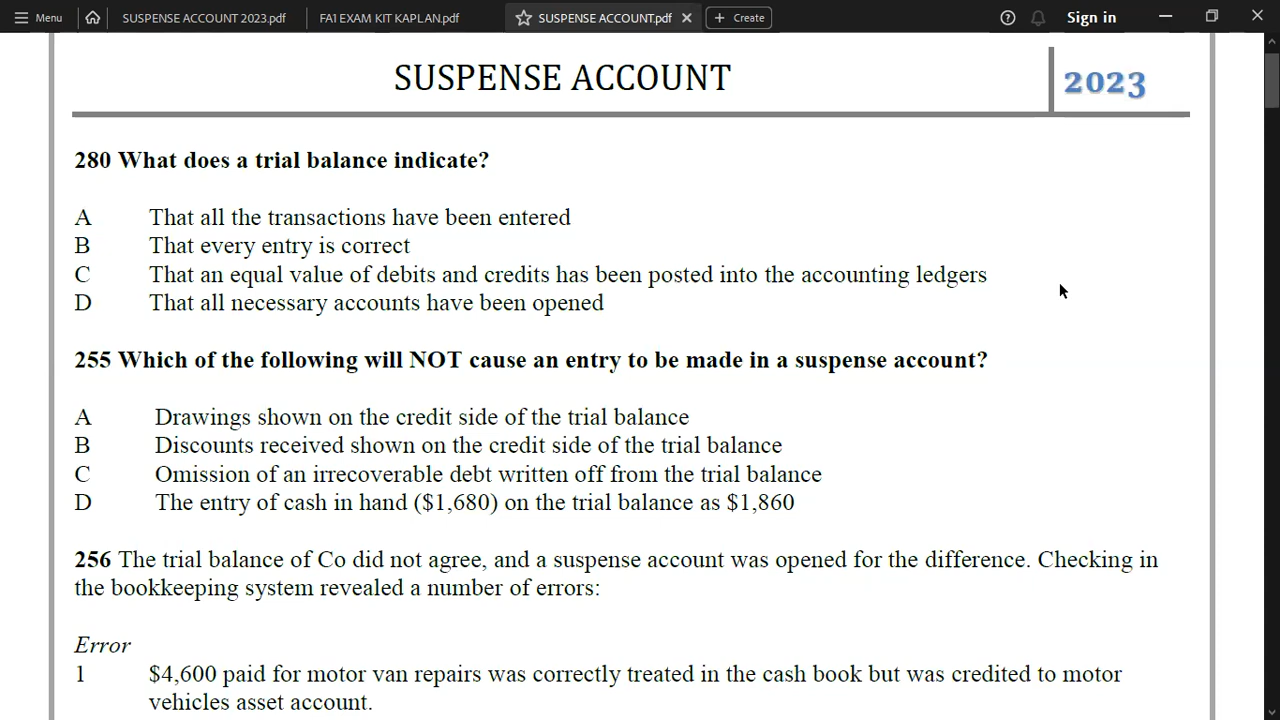 Menu
SUSPENSE ACCOUNT 2023.pdf
FA1 EXAM KIT KAPLAN.pdf
SUSPENSE ACCOUNT.pdf
Create
Sign in
SUSPENSE ACCOUNT
2023
280 What does a trial balance indicate?
A That all the transactions have been entered
B That every entry is correct
C That an equal value of debits and credits has been posted into the accounting ledgers
D That all necessary accounts have been opened
255 Which of the following will NOT cause an entry to be made in a suspense account?
A Drawings shown on the credit side of the trial balance
B Discounts received shown on the credit side of the trial balance
C Omission of an irrecoverable debt written off from the trial balance
D The entry of cash in hand ($1,680) on the trial balance as $1,860
256 The trial balance of Co did not agree, and a suspense account was opened for the difference. Checking in
the bookkeeping system revealed a number of errors:
Error
1 $4,600 paid for motor van repairs was correctly treated in the cash book but was credited to motor
vehicles asset account.